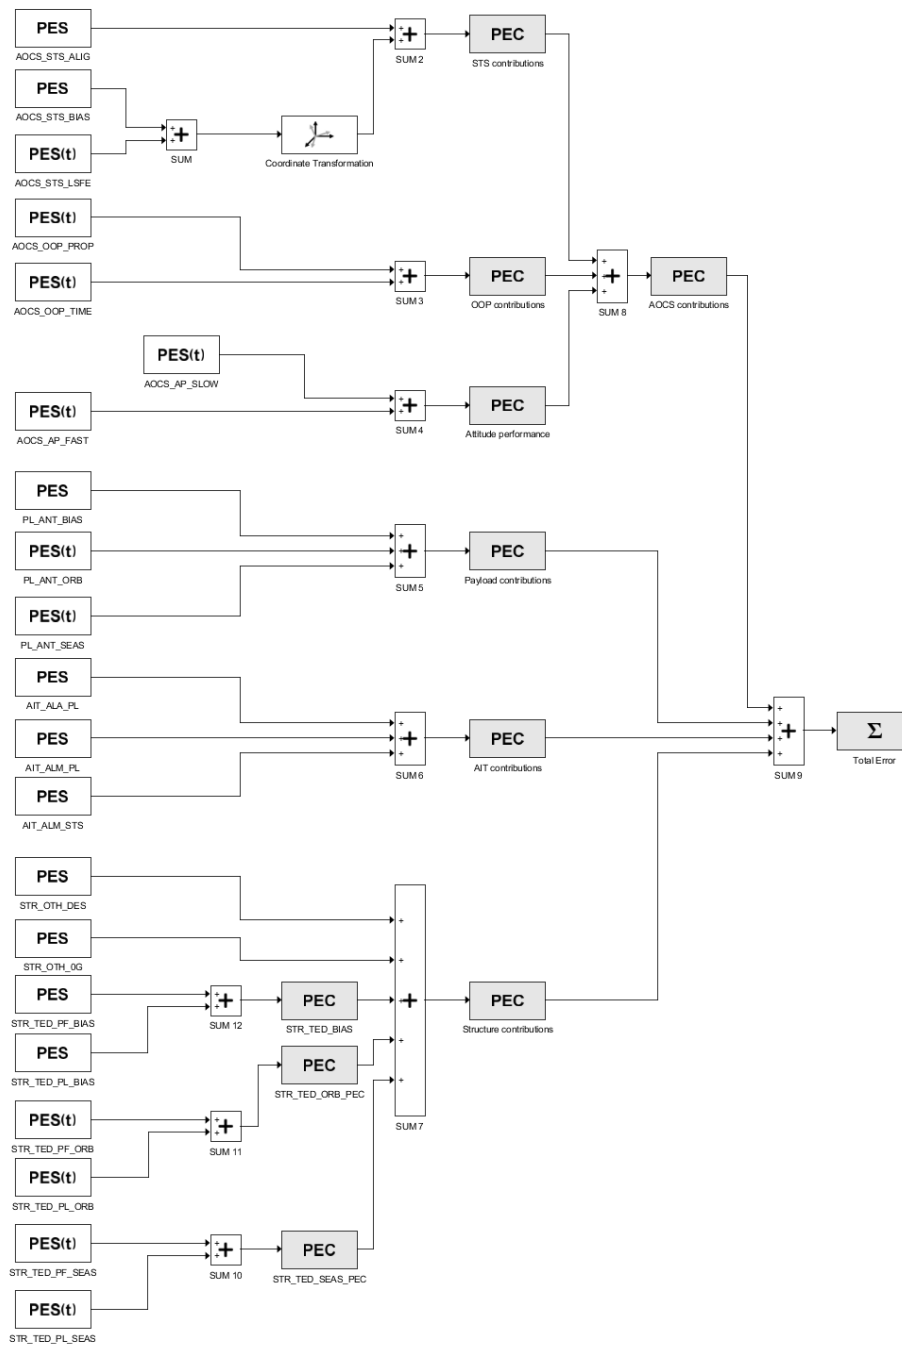 PES
AOCS_STS_ALIG
+
+
+
SUM 2
PEC
STS contributions
PES
AOCS_STS_BIAS
+
+
+
SUM
Coordinate Transformation
PES(t)
AOCS_STS_LSFE
PES(t)
AOCS_OOP_PROP
+
+
+
SUM 3
PEC
OOP contributions
+
+
+
+
SUM 8
PEC
AOCS contributions
PES(t)
AOCS_OOP_TIME
PES(t)
AOCS_AP_SLOW
+
+
+
SUM 4
PEC
Attitude performance
PES(t)
AOCS_AP_FAST
PES
PL_ANT_BIAS
PES(t)
PL_ANT_ORB
+
+
+
+
SUM 5
PEC
Payload contributions
PES(t)
PL_ANT_SEAS
PES
AIT_ALA_PL
PES
AIT_ALM_PL
+
+
+
+
SUM 6
PEC
AIT contributions
+
+
+
+
+
SUM 9
Σ
Total Error
PES
AIT_ALM_STS
PES
STR_OTH_DES
PES
STR_OTH_0G
PES
STR_TED_PF_BIAS
+
+
+
SUM 12
PEC
STR_TED_BIAS
+
+
+
+
+
+
SUM 7
PEC
Structure contributions
PES
STR_TED_PL_BIAS
PEC
STR_TED_ORB_PEC
PES(t)
STR_TED_PF_ORB
+
+
+
SUM 11
PES(t)
STR_TED_PL_ORB
PES(t)
STR_TED_PF_SEAS
+
+
+
SUM 10
PEC
STR_TED_SEAS_PEC
PES(t)
STR_TED_PL_SEAS